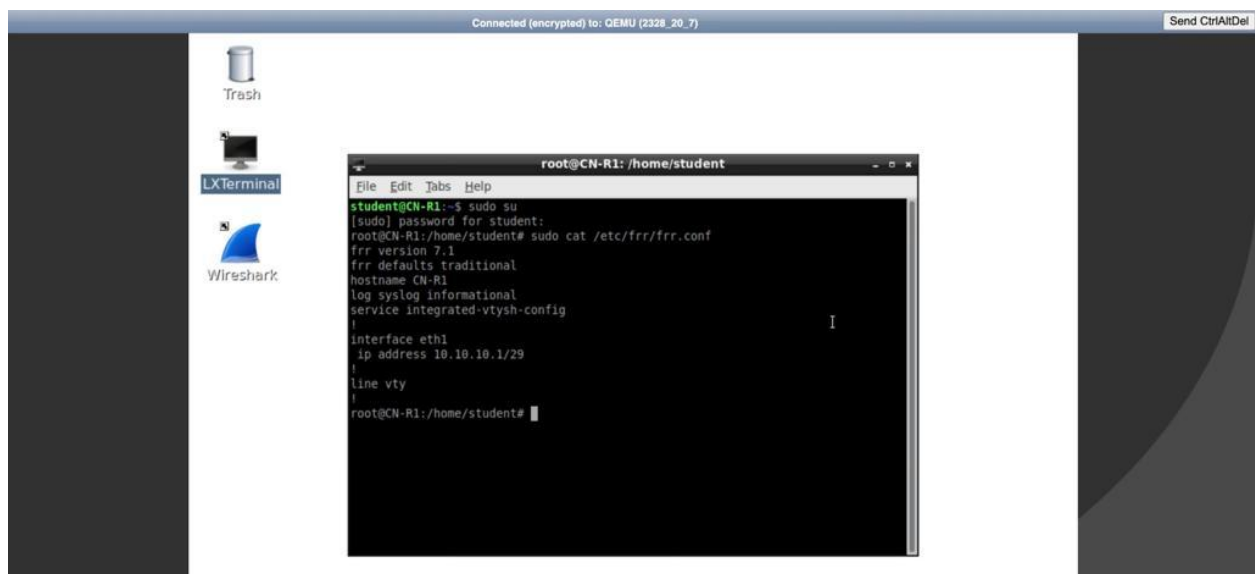 Connected (encrypted) to: QEMU (2328_20_7)
Send CtrlAltDel
Trash
LXTerminal
Wireshark
root@CN-R1: /home/student
File Edit Tabs Help
student@CN-R1:~$ sudo su
[sudo] password for student:
root@CN-R1:/home/student# sudo cat /etc/frr/frr.conf
frr version 7.1
frr defaults traditional
hostname CN-R1
log syslog informational
service integrated-vtysh-config
!
interface eth1
 ip address 10.10.10.1/29
!
line vty
!
root@CN-R1:/home/student#